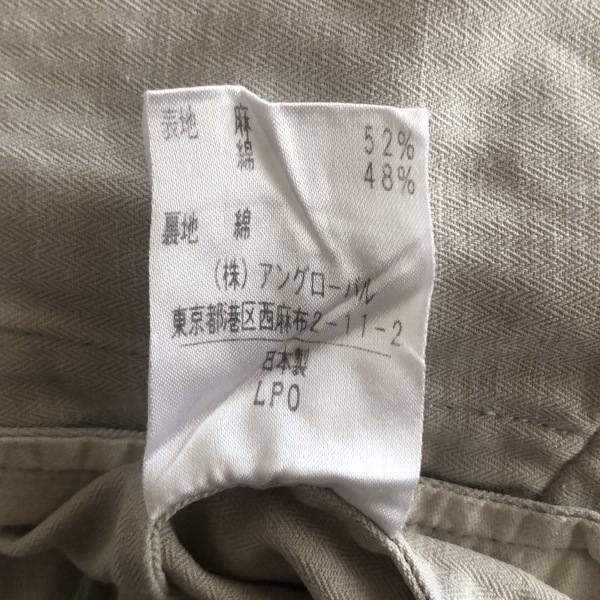 表地 麻 52%
綿 48%
裏地 綿
(株)アングローバル
東京都港区西麻布2-11-2
日本製
LPO